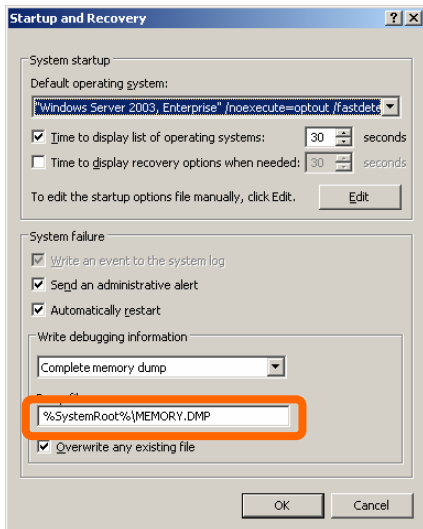 Startup and Recovery
System startup
Default operating system:
"Windows Server 2003, Enterprise" /noexecute=optout /fastdete
Time to display list of operating systems: 30 seconds
Time to display recovery options when needed: 30 seconds
To edit the startup options file manually, click Edit. Edit
System failure
Write an event to the system log
Send an administrative alert
Automatically restart
Write debugging information
Complete memory dump
%SystemRoot%\MEMORY.DMP
Overwrite any existing file
OK Cancel